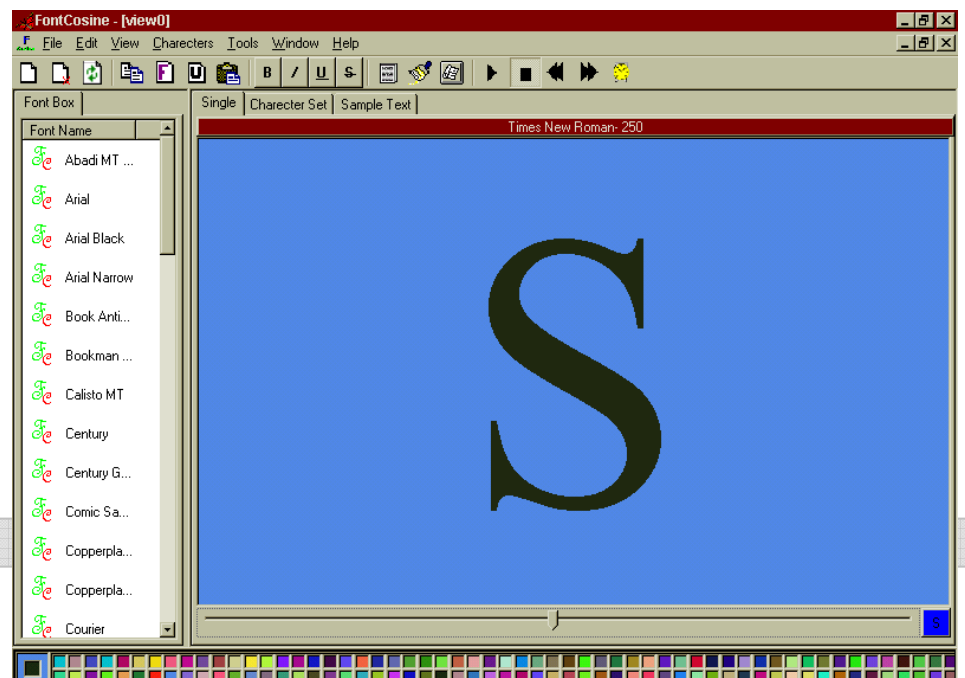 FontCosine - [view0]
File Edit View Charecters Tools Window Help
F U B I U S
Font Box
Single Charecter Set Sample Text
Font Name
Times New Roman- 250
Abadi MT ...
Arial
Arial Black
Arial Narrow
Book Anti...
Bookman ...
Calisto MT
Century
Century G...
Comic Sa...
Copperpla...
Copperpla...
Courier
S
S